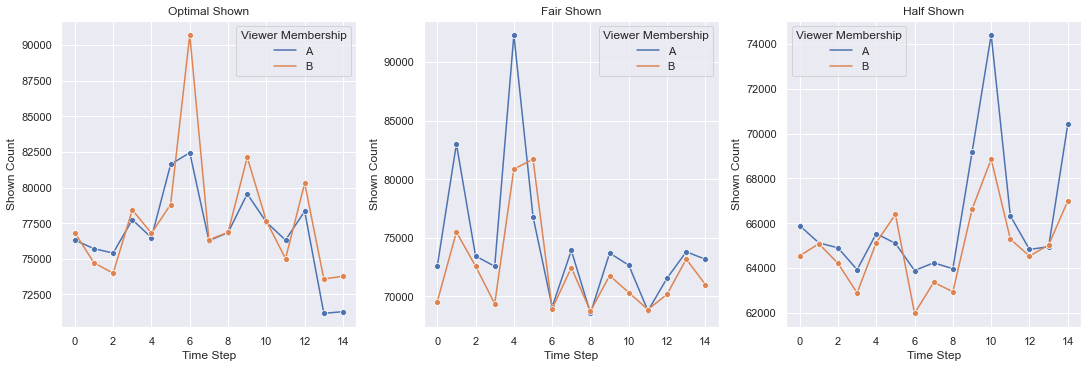 Optimal Shown
Shown Count
90000
87500
85000
82500
80000
77500
75000
72500
Viewer Membership
A
B
0 2 4 6 8 10 12 14
Time Step
Fair Shown
Shown Count
90000
85000
80000
75000
70000
Viewer Membership
A
B
0 2 4 6 8 10 12 14
Time Step
Half Shown
Shown Count
74000
72000
70000
68000
66000
64000
62000
Viewer Membership
A
B
0 2 4 6 8 10 12 14
Time Step